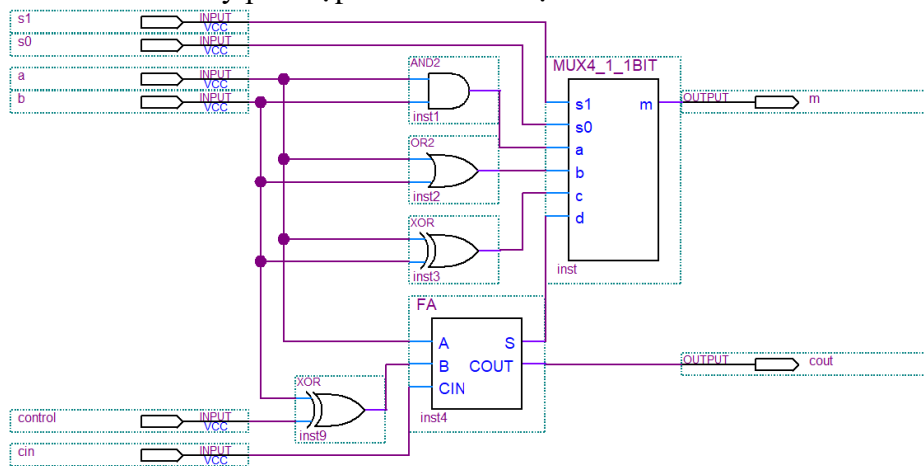 s1
INPUT
VCC
s0
INPUT
VCC
a
INPUT
VCC
b
INPUT
VCC
AND2
inst1
OR2
inst2
XOR
inst3
MUX4_1_1BIT
s1
s0
a
b
c
d
m
inst
OUTPUT
m
FA
A
B
CIN
S
COUT
inst4
OUTPUT
cout
XOR
inst9
control
INPUT
VCC
cin
INPUT
VCC